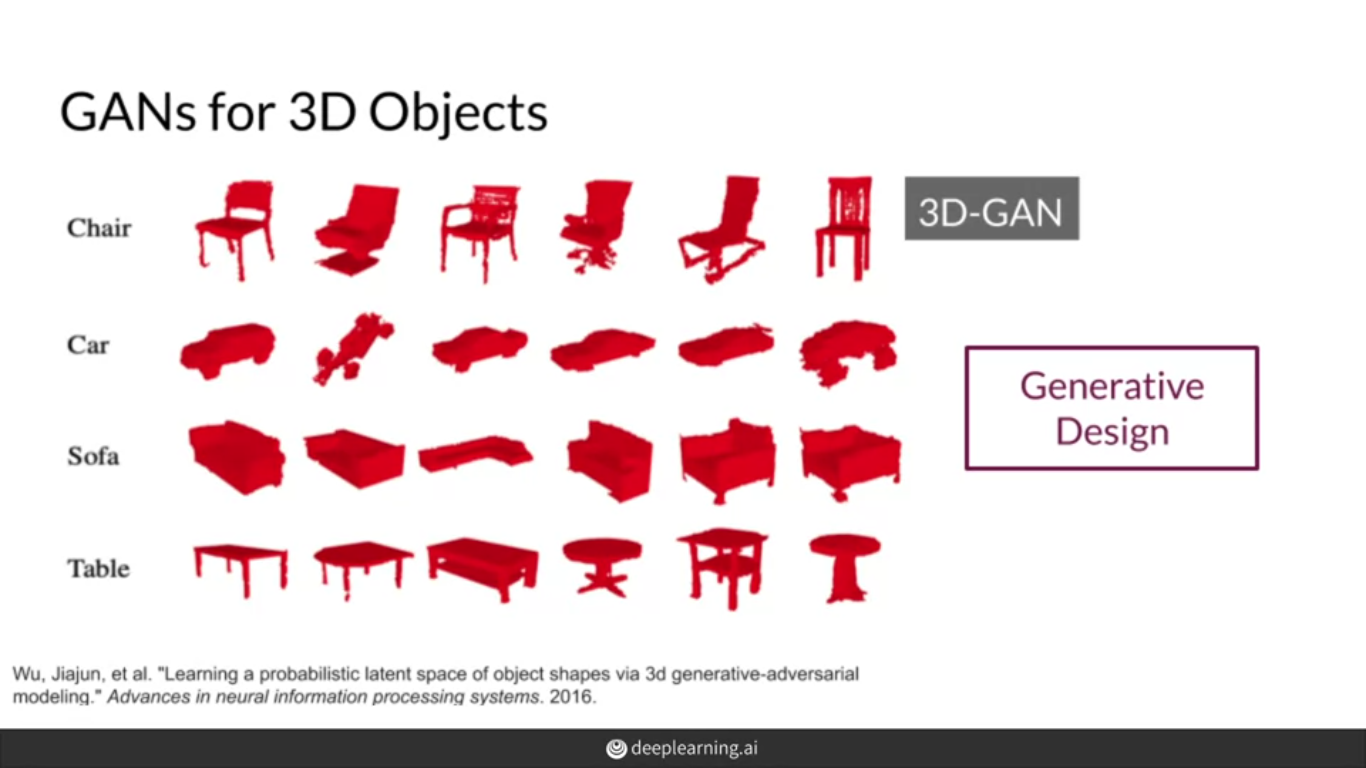 GANs for 3D Objects
Chair
3D-GAN
Car
Generative
Design
Sofa
Table
Wu, Jiajun, et al. "Learning a probabilistic latent space of object shapes via 3d generative-adversarial
modeling." Advances in neural information processing systems. 2016.
deeplearning.ai